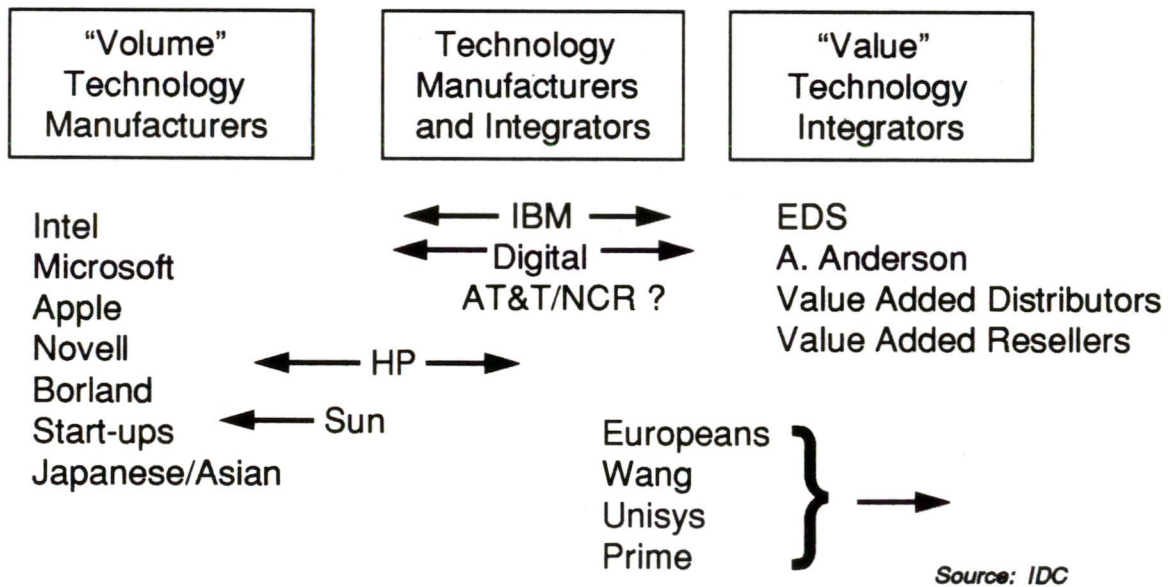 “Volume”
Technology
Manufacturers
Technology
Manufacturers
and Integrators
“Value”
Technology
Integrators
Intel
Microsoft
Apple
Novell
Borland
Start-ups
Japanese/Asian
IBM
Digital
AT&T/NCR ?
HP
Sun
EDS
A. Anderson
Value Added Distributors
Value Added Resellers
Europeans
Wang
Unisys
Prime
Source: IDC